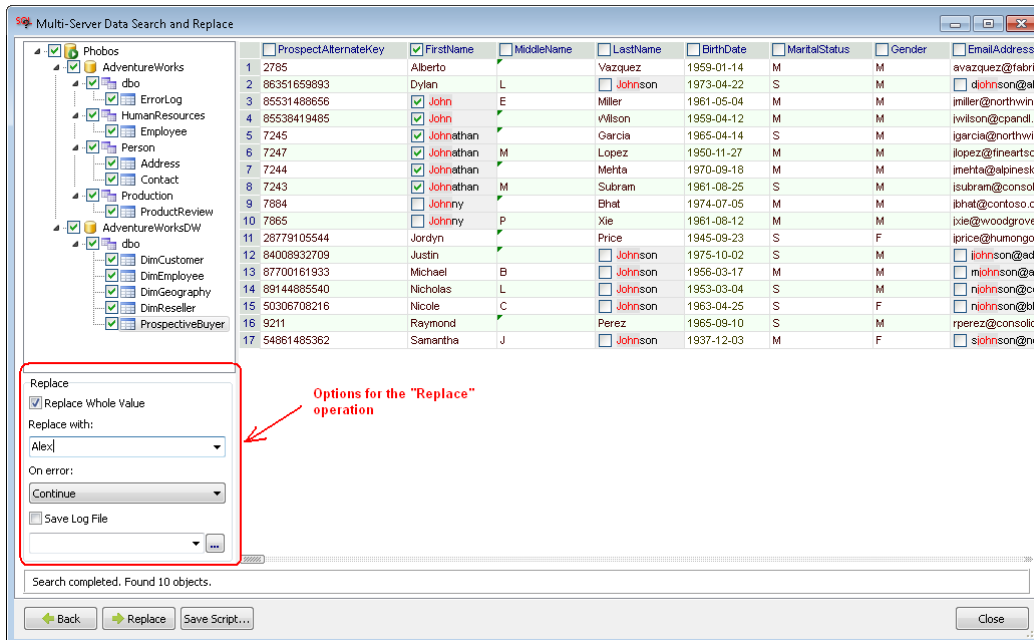 Multi-Server Data Search and Replace
Phobos
AdventureWorks
dbo
ErrorLog
HumanResources
Employee
Person
Address
Contact
Production
ProductReview
AdventureWorksDW
dbo
DimCustomer
DimEmployee
DimGeography
DimReseller
ProspectiveBuyer
ProspectAlternateKey FirstName MiddleName LastName BirthDate MaritalStatus Gender EmailAddress
1 2785 Alberto Vazquez 1959-01-14 M M avazquez@fabri
2 86351659893 Dylan L Johnson 1973-04-22 S M djohnson@al
3 85531488656 John E Miller 1961-05-04 M M jmiller@northwin
4 85538419485 John Wilson 1959-04-12 M M jwilson@cpandl.
5 7245 Johnathan Garcia 1965-04-14 S M jgarcia@northwi
6 7247 Johnathan M Lopez 1950-11-27 M M jlopez@fineartsc
7 7244 Johnathan Mehta 1970-09-18 M M jmehta@alpinesk
8 7243 Johnathan M Subram 1961-08-25 S M jsubram@consol
9 7884 Johnny Bhat 1974-07-05 M M jbhat@contoso.c
10 7865 Johnny P Xie 1961-08-12 M M jxie@woodgrove
11 28779105544 Jordyn Price 1945-09-23 S F jprice@humongo
12 84008932709 Justin Johnson 1975-10-02 S M jjohnson@ad
13 87700161933 Michael B Johnson 1956-03-17 M M mjohnson@a
14 89144885540 Nicholas L Johnson 1953-03-04 S M njohnson@co
15 50306708216 Nicole C Johnson 1963-04-25 S F njohnson@bl
16 9211 Raymond Perez 1965-09-10 S M rperez@consolic
17 54861485362 Samantha J Johnson 1937-12-03 M F sjohnson@no
Replace
Replace Whole Value
Replace with:
Alex
On error:
Continue
Save Log File
...
Options for the "Replace"
operation
Search completed. Found 10 objects.
Back Replace Save Script... Close